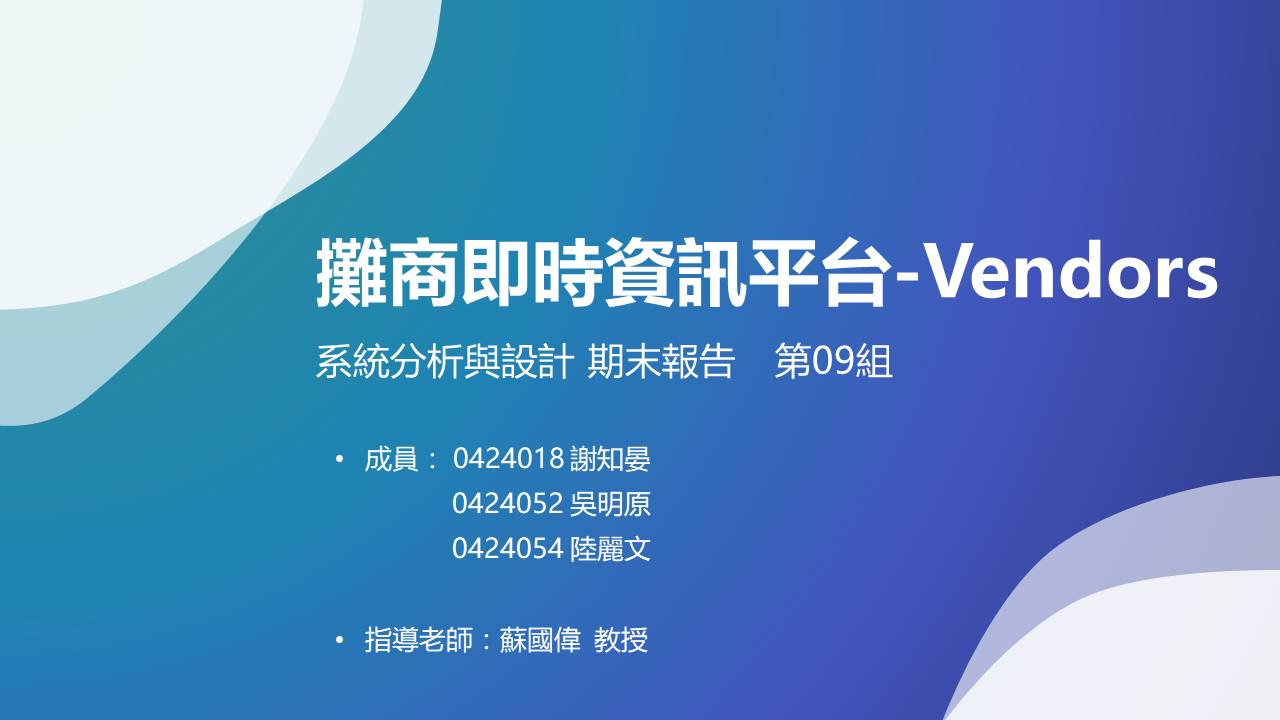 攤商即時資訊平台-Vendors
系統分析與設計 期末報告　第09組
• 成員： 0424018 謝知晏
0424052 吳明原
0424054 陸麗文
• 指導老師：蘇國偉 教授